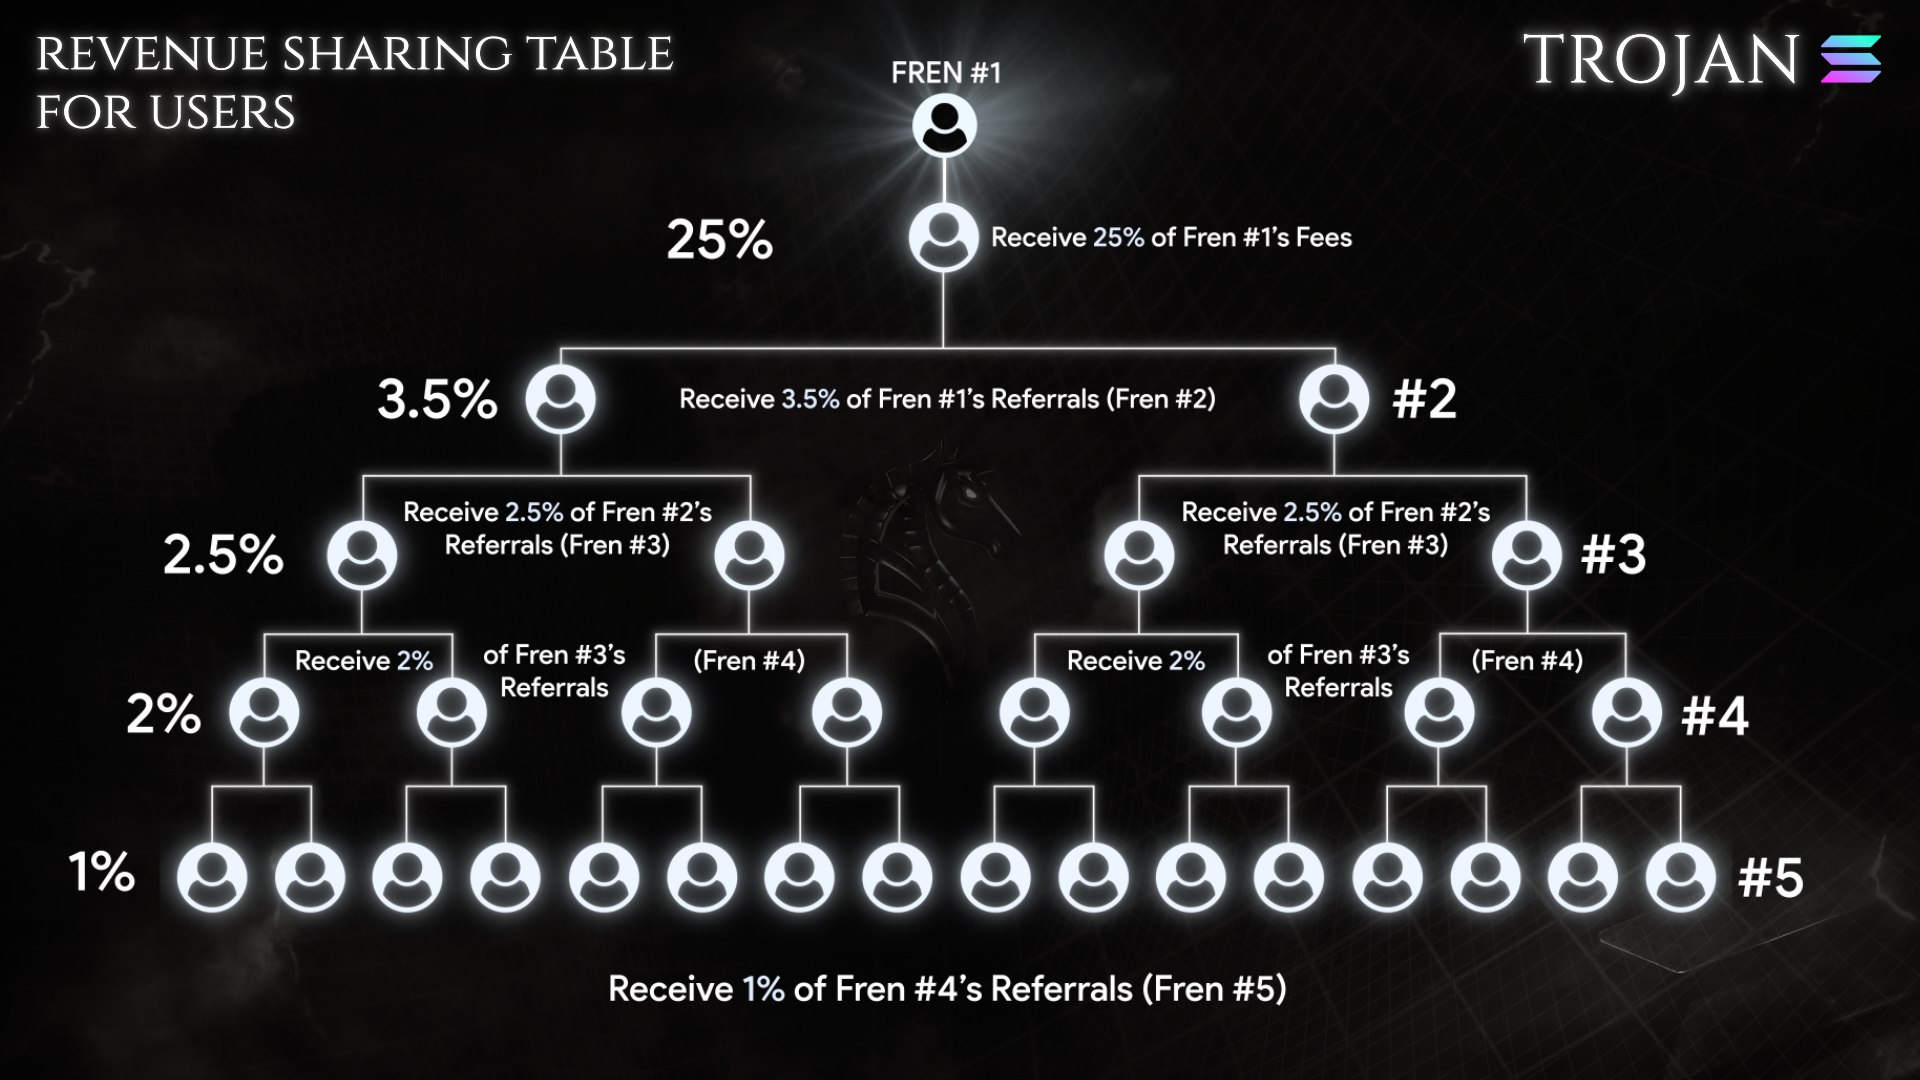 REVENUE SHARING TABLE
FOR USERS
TROJAN
FREN #1
25%
Receive 25% of Fren #1’s Fees
3.5%
Receive 3.5% of Fren #1’s Referrals (Fren #2)
#2
2.5%
Receive 2.5% of Fren #2’s
Referrals (Fren #3)
Receive 2.5% of Fren #2’s
Referrals (Fren #3)
#3
2%
Receive 2%
of Fren #3’s
Referrals
(Fren #4)
Receive 2%
of Fren #3’s
Referrals
(Fren #4)
#4
1%
#5
Receive 1% of Fren #4’s Referrals (Fren #5)